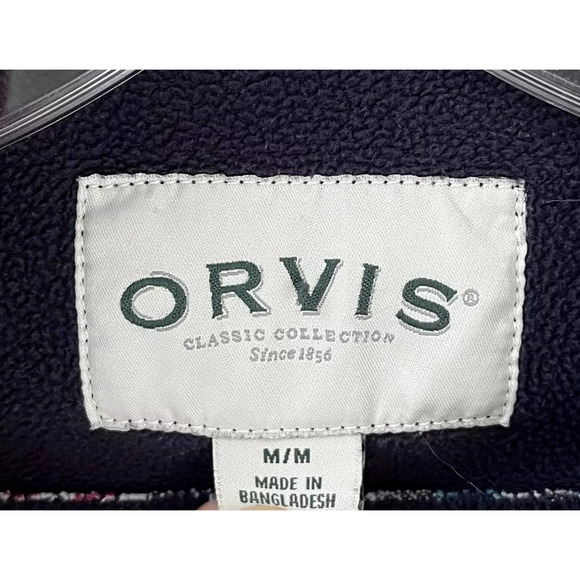 ORVIS®
CLASSIC COLLECTION
Since 1856
M/M
MADE IN
BANGLADESH